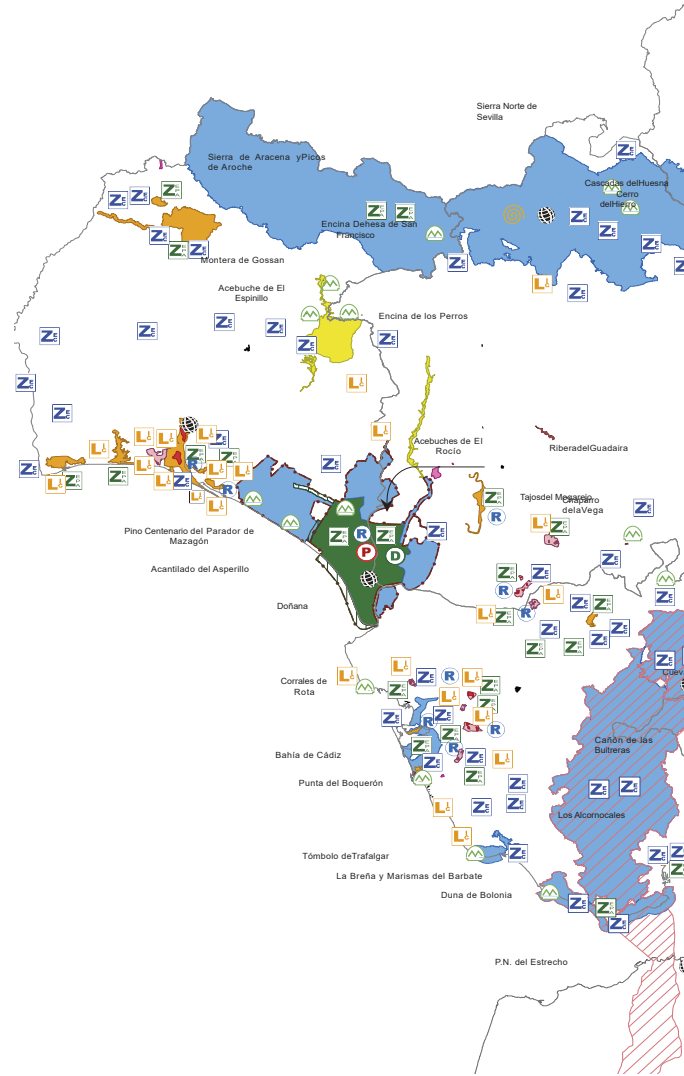 Sierra Norte de
Sevilla
Sierra de Aracena yPicos
de Aroche
Cascadas delHuesna
Cerro
delHierro
Encina Dehesa de San
Francisco
Montera de Gossan
Acebuche de El
Espinillo
Encina de los Perros
Acebuches de El
Rocío
RiberadelGuadaira
Tajosdel Mogarejo
Chaparro
delaVega
Pino Centenario del Parador de
Mazagón
Acantilado del Asperillo
Doñana
Corrales de
Rota
Cueva
Cañón de las
Buitreras
Bahía de Cádiz
Punta del Boquerón
Los Alcornocales
Tómbolo deTrafalgar
La Breña y Marismas del Barbate
Duna de Bolonia
P.N. del Estrecho